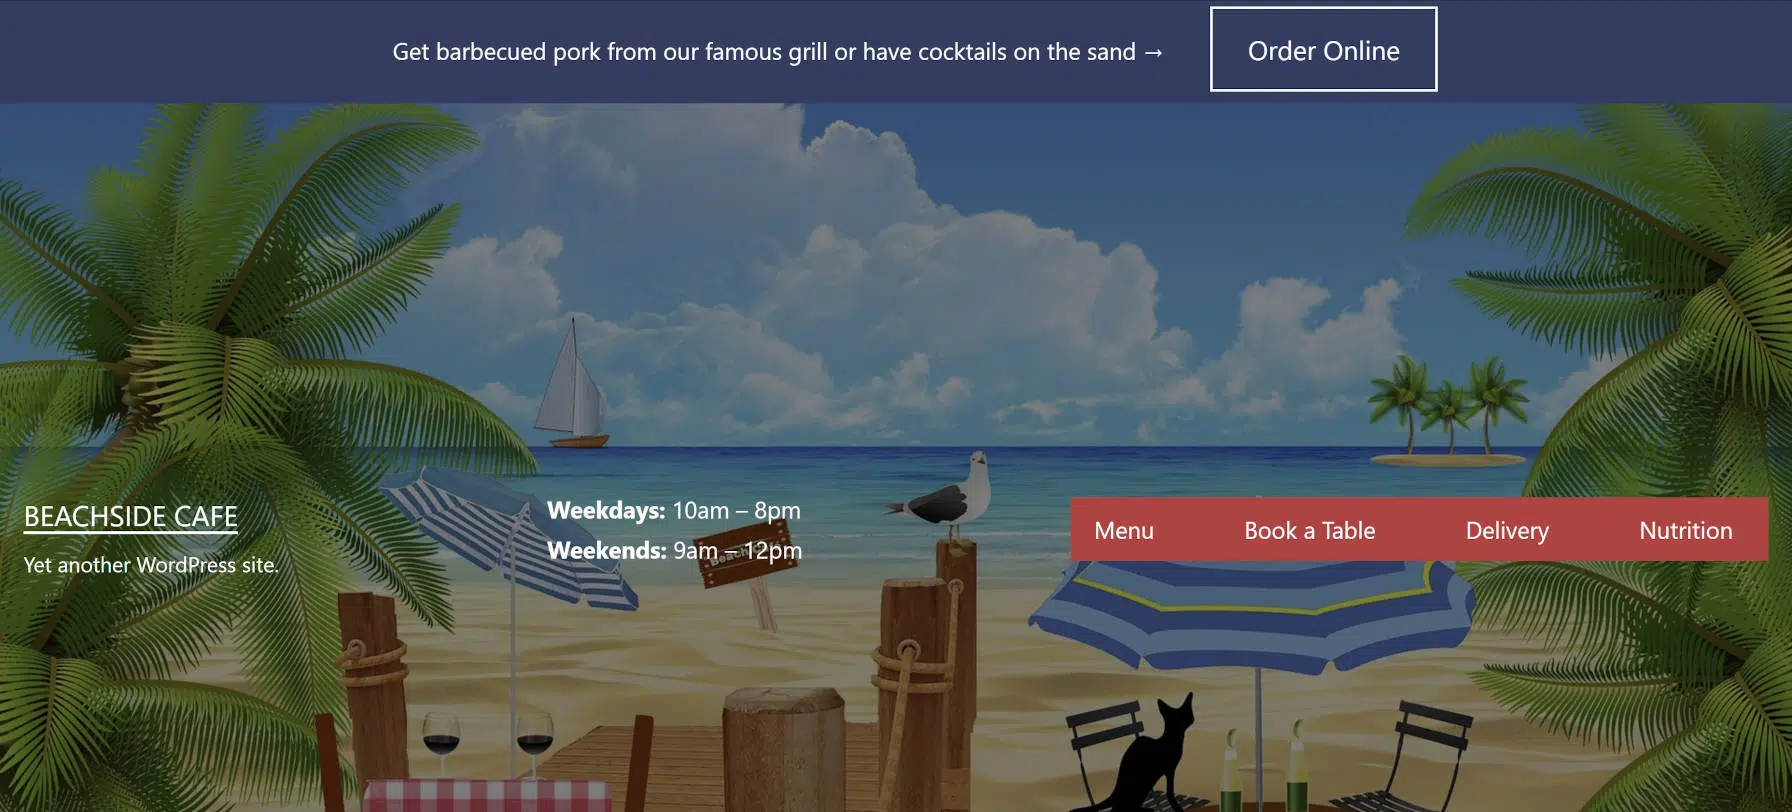 Get barbecued pork from our famous grill or have cocktails on the sand →
Order Online
BEACHSIDE CAFE
Yet another WordPress site.
Weekdays: 10am – 8pm
Weekends: 9am – 12pm
Menu
Book a Table
Delivery
Nutrition
Beach